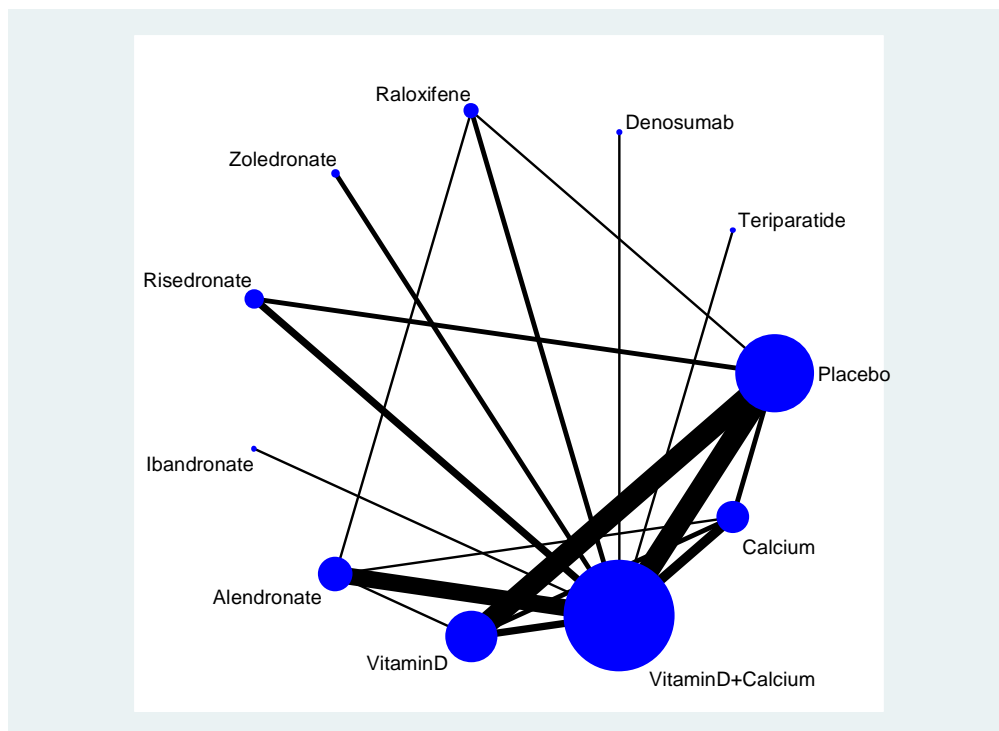 Raloxifene
Denosumab
Zoledronate
Teriparatide
Risedronate
Placebo
Ibandronate
Calcium
Alendronate
VitaminD
VitaminD+Calcium